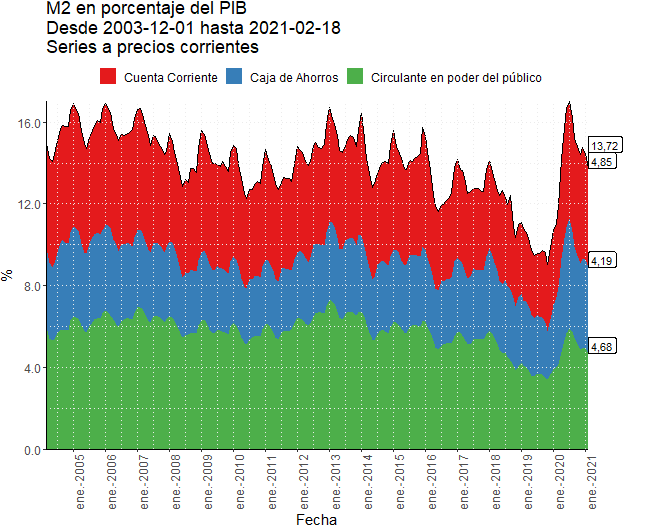 M2 en porcentaje del PIB
Desde 2003-12-01 hasta 2021-02-18
Series a precios corrientes
Cuenta Corriente Caja de Ahorros Circulante en poder del público
16.0
12.0
8.0
4.0
0.0
%
13,72
4,85
4,19
4,68
ene.-2005
ene.-2006
ene.-2007
ene.-2008
ene.-2009
ene.-2010
ene.-2011
ene.-2012
ene.-2013
ene.-2014
ene.-2015
ene.-2016
ene.-2017
ene.-2018
ene.-2019
ene.-2020
ene.-2021
Fecha